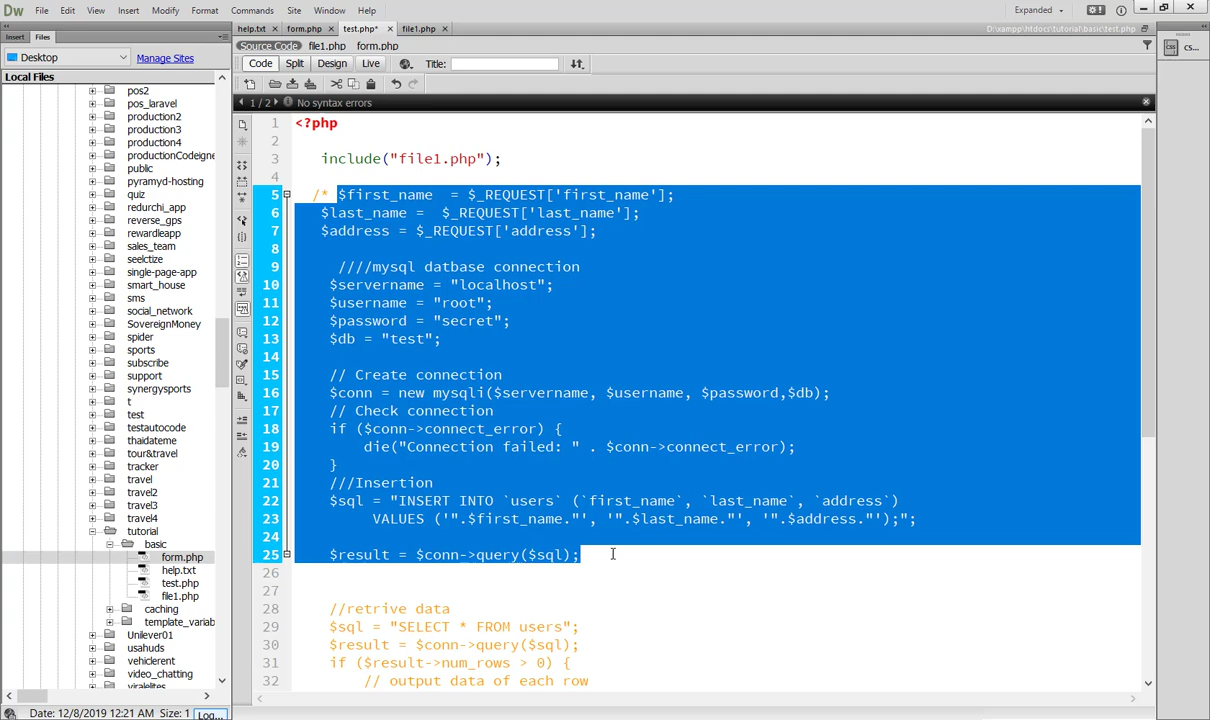 Dw File Edit View Insert Modify Format Commands Site Window Help Expanded
Insert Files
help.txt × form.php × test.php* × file1.php ×
D:\xampp\htdocs\tutorial\basic\test.php
Desktop Manage Sites
Source Code file1.php form.php
Local Files
Code Split Design Live Title:
1 / 2 No syntax errors
pos2
pos_laravel
production2
production3
production4
productionCodeigne
public
pyramyd-hosting
quiz
redurchi_app
reverse_gps
rewardleapp
sales_team
seelctize
single-page-app
smart_house
sms
social_network
SovereignMoney
spider
sports
subscribe
support
synergysports
t
test
testautocode
thaidateme
tour&travel
tracker
travel
travel2
travel3
travel4
tutorial
basic
form.php
help.txt
test.php
file1.php
caching
template_variab
Unilever01
usahuds
vehiclerent
video_chatting
viralelites
1 <?php
2
3 include("file1.php");
4
5 /* $first_name  = $_REQUEST['first_name'];
6 $last_name =  $_REQUEST['last_name'];
7 $address = $_REQUEST['address'];
8
9 ////mysql datbase connection
10 $servername = "localhost";
11 $username = "root";
12 $password = "secret";
13 $db = "test";
14
15 // Create connection
16 $conn = new mysqli($servername, $username, $password,$db);
17 // Check connection
18 if ($conn->connect_error) {
19 die("Connection failed: " . $conn->connect_error);
20 }
21 ///Insertion
22 $sql = "INSERT INTO `users` (`first_name`, `last_name`, `address`)
23 VALUES ('".$first_name."', '".$last_name."', '".$address."');";
24
25 $result = $conn->query($sql);
26
27
28 //retrive data
29 $sql = "SELECT * FROM users";
30 $result = $conn->query($sql);
31 if ($result->num_rows > 0) {
32 // output data of each row
CSS cs...
Date: 12/8/2019 12:21 AM Size: 1 Log...